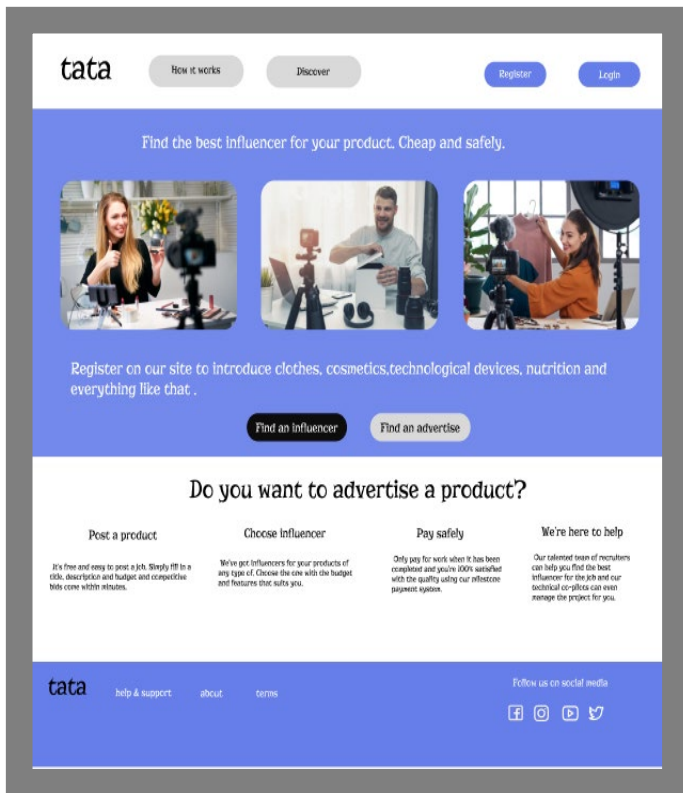 tata
How it works
Discover
Register
Login
Find the best influencer for your product. Cheap and safely.
Register on our site to introduce clothes, cosmetics,technological devices, nutrition and
everything like that .
Find an influencer
Find an advertise
Do you want to advertise a product?
Post a product
It's free and easy to post a job. Simply fill in a
title, description and budget and competitive
bids come within minutes.
Choose influencer
We've got influencers for your products of
any type of. Choose the one with the budget
and features that suits you.
Pay safely
Only pay for work when it has been
completed and you're 100% satisfied
with the quality using our milestone
payment system.
We're here to help
Our talented team of recruiters
can help you find the best
influencer for the job and our
technical co-pilots can even
manage the project for you.
tata
help & support
about
terms
Follow us on social media